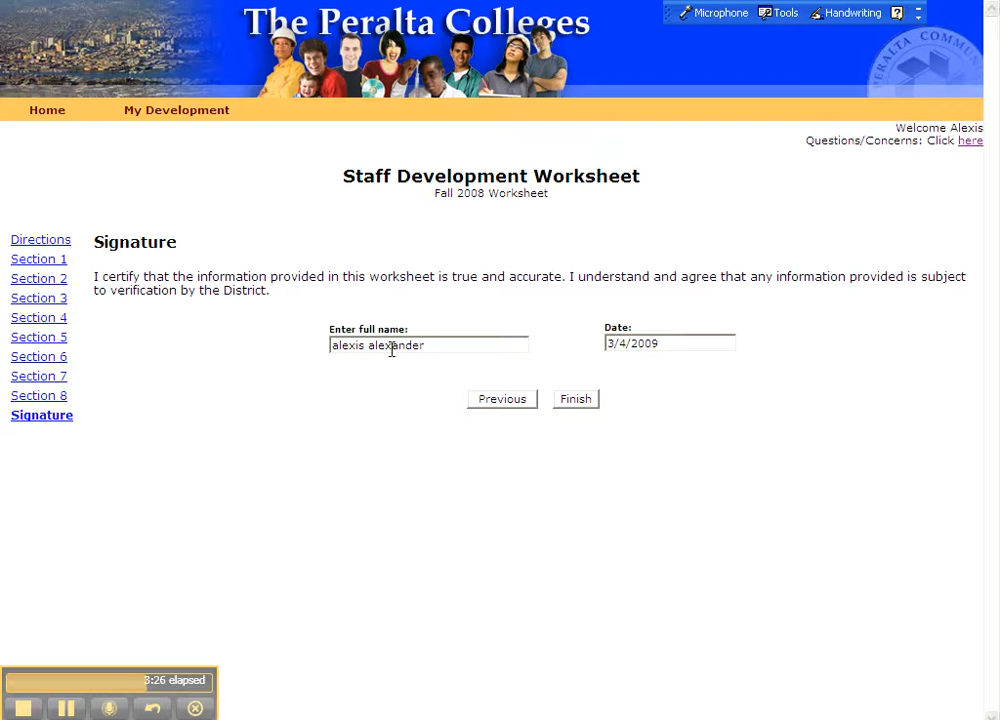 The Peralta Colleges
Microphone Tools Handwriting
PERALTA COMMU
Home My Development
Welcome Alexis
Questions/Concerns: Click here
Staff Development Worksheet
Fall 2008 Worksheet
Directions
Section 1
Section 2
Section 3
Section 4
Section 5
Section 6
Section 7
Section 8
Signature
Signature
I certify that the information provided in this worksheet is true and accurate. I understand and agree that any information provided is subject
to verification by the District.
Enter full name: Date:
alexis alexander 3/4/2009
Previous Finish
3:26 elapsed